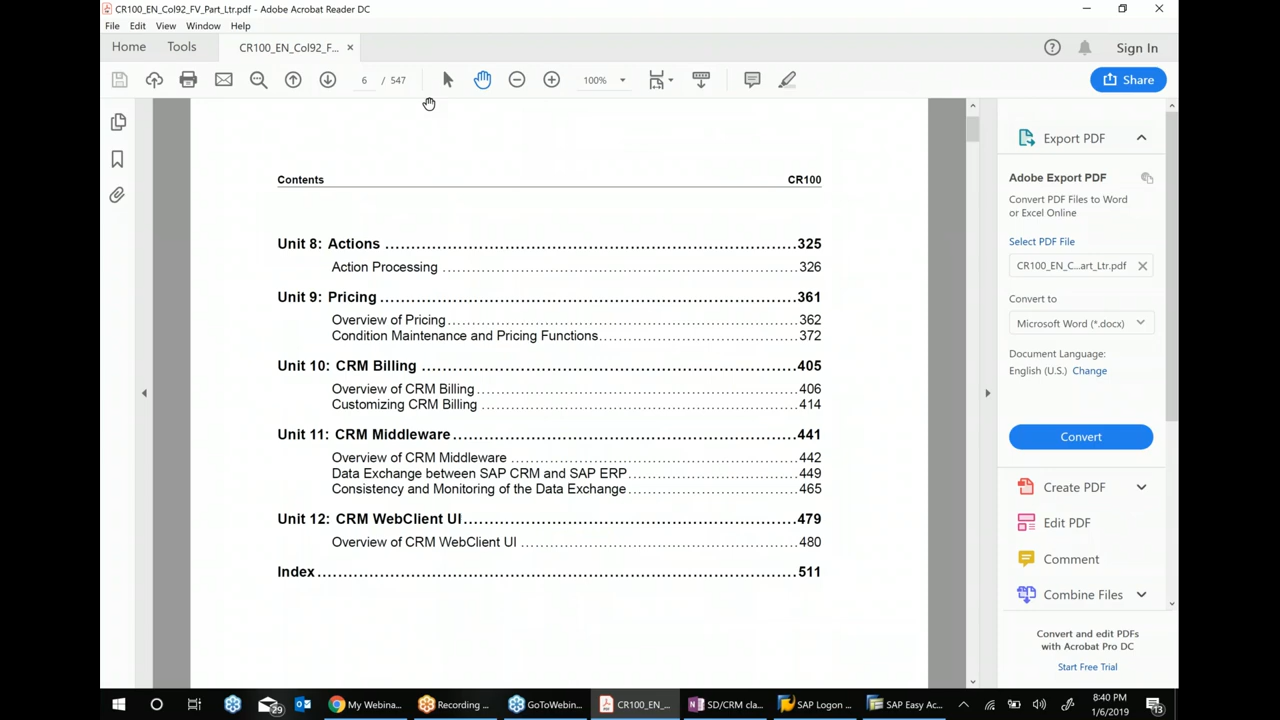 CR100_EN_Col92_FV_Part_Ltr.pdf - Adobe Acrobat Reader DC
File Edit View Window Help
Home Tools CR100_EN_Col92_F... × Sign In
6 / 547 100% Share
Contents CR100
Unit 8: Actions 325
Action Processing 326
Unit 9: Pricing 361
Overview of Pricing 362
Condition Maintenance and Pricing Functions 372
Unit 10: CRM Billing 405
Overview of CRM Billing 406
Customizing CRM Billing 414
Unit 11: CRM Middleware 441
Overview of CRM Middleware 442
Data Exchange between SAP CRM and SAP ERP 449
Consistency and Monitoring of the Data Exchange 465
Unit 12: CRM WebClient UI 479
Overview of CRM WebClient UI 480
Index 511
Export PDF
Adobe Export PDF
Convert PDF Files to Word
or Excel Online
Select PDF File
CR100_EN_C...art_Ltr.pdf
Convert to
Microsoft Word (*.docx)
Document Language:
English (U.S.) Change
Convert
Create PDF
Edit PDF
Comment
Combine Files
Convert and edit PDFs
with Acrobat Pro DC
Start Free Trial
29 My Webina... Recording ... GoToWebin... CR100_EN_... SD/CRM cla... SAP Logon ... SAP Easy Ac... 13
8:40 PM
1/6/2019